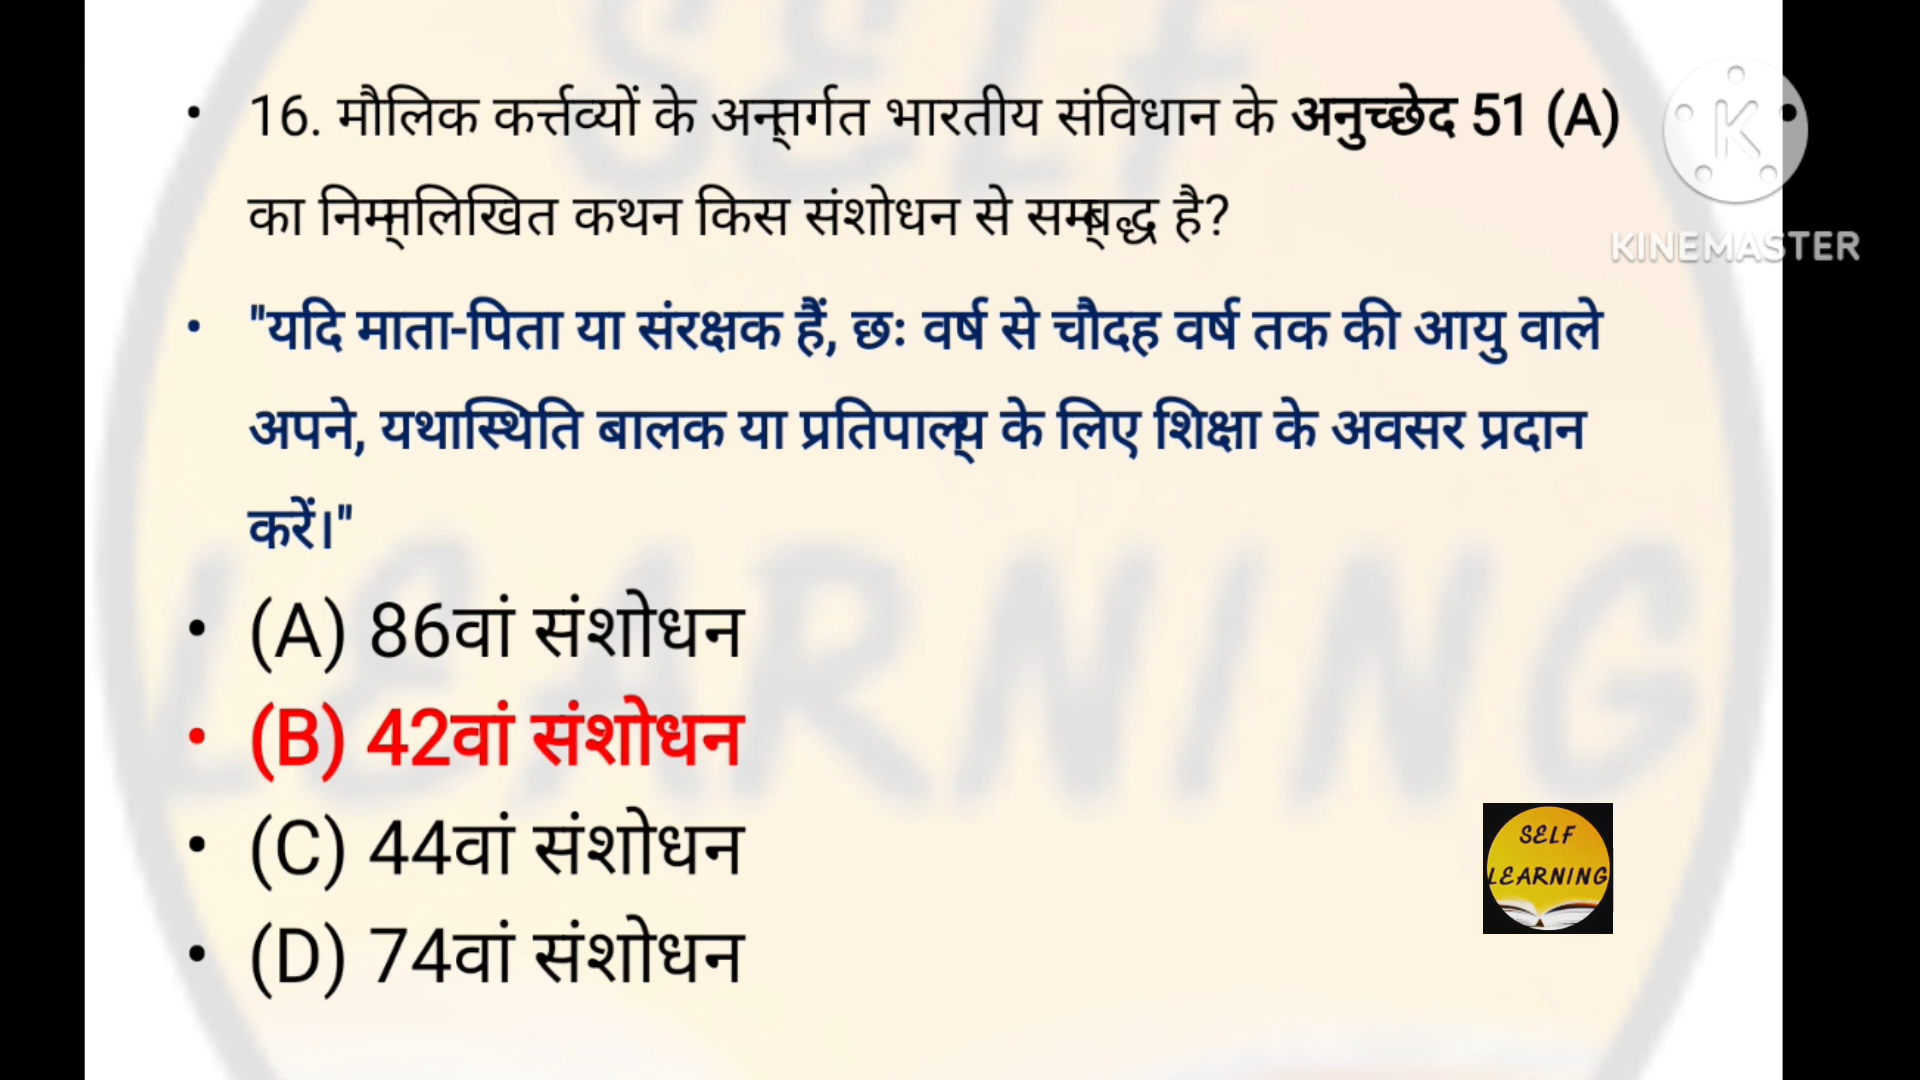 • 16. मौलिक कर्त्तव्यों के अन्तर्गत भारतीय संविधान के अनुच्छेद 51 (A)
का निम्नलिखित कथन किस संशोधन से सम्बद्ध है?
• "यदि माता-पिता या संरक्षक हैं, छः वर्ष से चौदह वर्ष तक की आयु वाले
अपने, यथास्थिति बालक या प्रतिपाल्य के लिए शिक्षा के अवसर प्रदान
करें।"
• (A) 86वां संशोधन
• (B) 42वां संशोधन
• (C) 44वां संशोधन
• (D) 74वां संशोधन
K
KINEMASTER
SELF
LEARNING
SELF
LEARNING